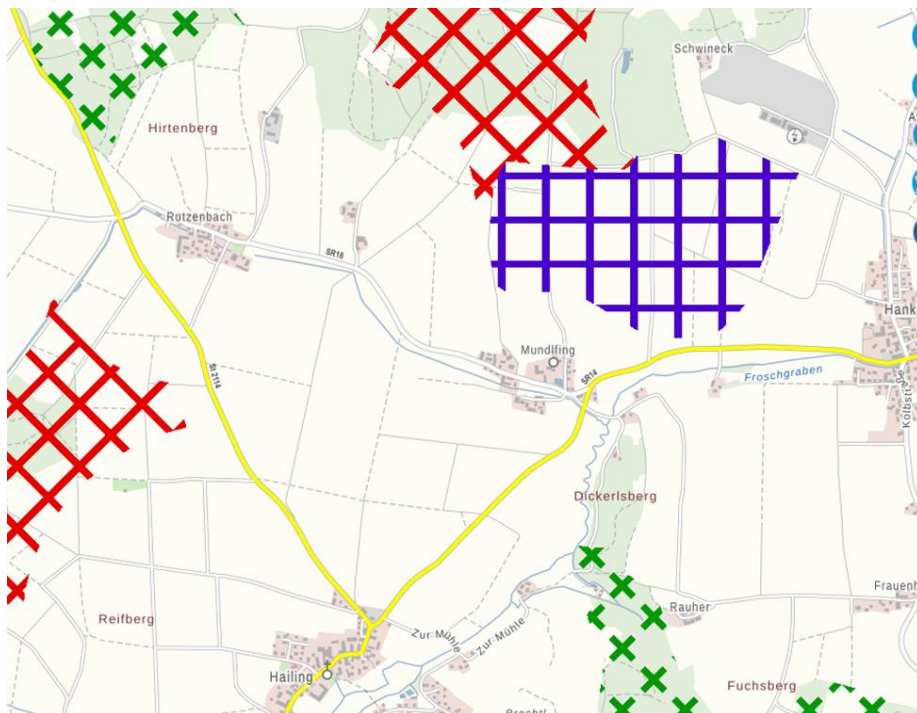 Schwineck
Hirtenberg
Rutzenbach
SR18
Hank
Mundlfing
St 2114
SR14
Froschgraben
Kolbstraße
Dickerlsberg
Frauenh
Rauher
Reifberg
Zur Mühle
Zur Mühle
Hailing
Fuchsberg